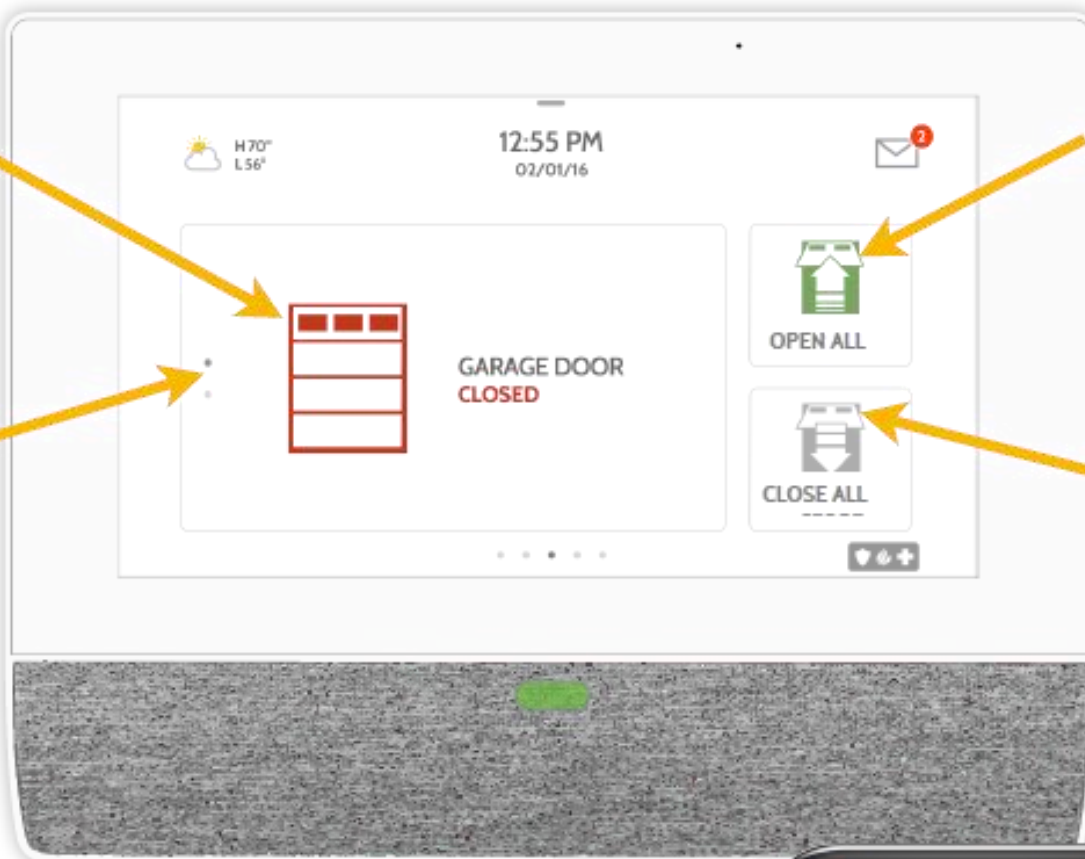 H 70°
L 56°
12:55 PM
02/01/16
2
GARAGE DOOR
CLOSED
OPEN ALL
CLOSE ALL